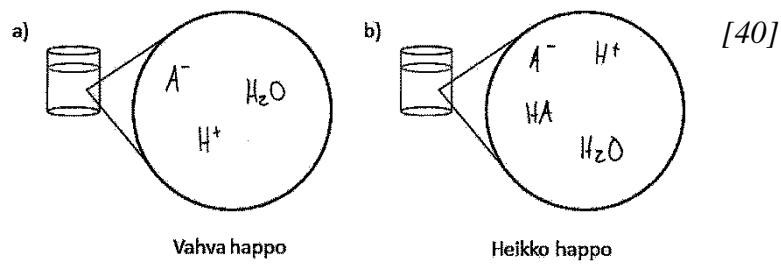 a)
A⁻
H₂O
H⁺
Vahva happo
b)
A⁻ H⁺
HA
H₂O
Heikko happo
[40]